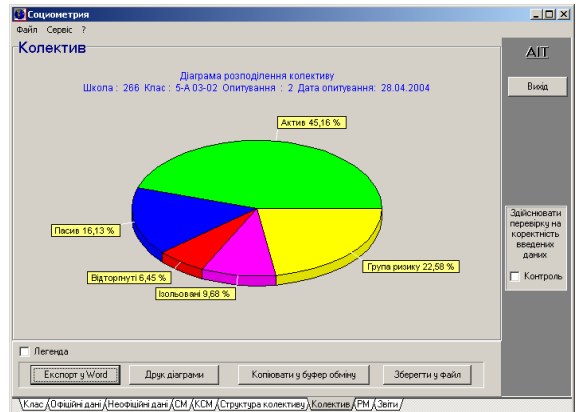 Социометрия
Файл Сервіс ?
Колектив
АІТ
Діаграма розподілення колективу
Школа : 266 Клас : 5-А 03-02 Опитування : 2 Дата опитування: 28.04.2004
Вихід
Актив 45,16 %
Пасив 16,13 %
Відторгнуті 6,45 %
Ізольовані 9,68 %
Група ризику 22,58 %
Здійснювати
перевірку на
коректність
введених
даних
Контроль
Легенда
Експорт у Word Друк діаграми Копіювати у буфер обміну Зберегти у файл
Клас Офіційні дані Неофіційні дані СМ КСМ Структура колективу Колектив РМ Звіти